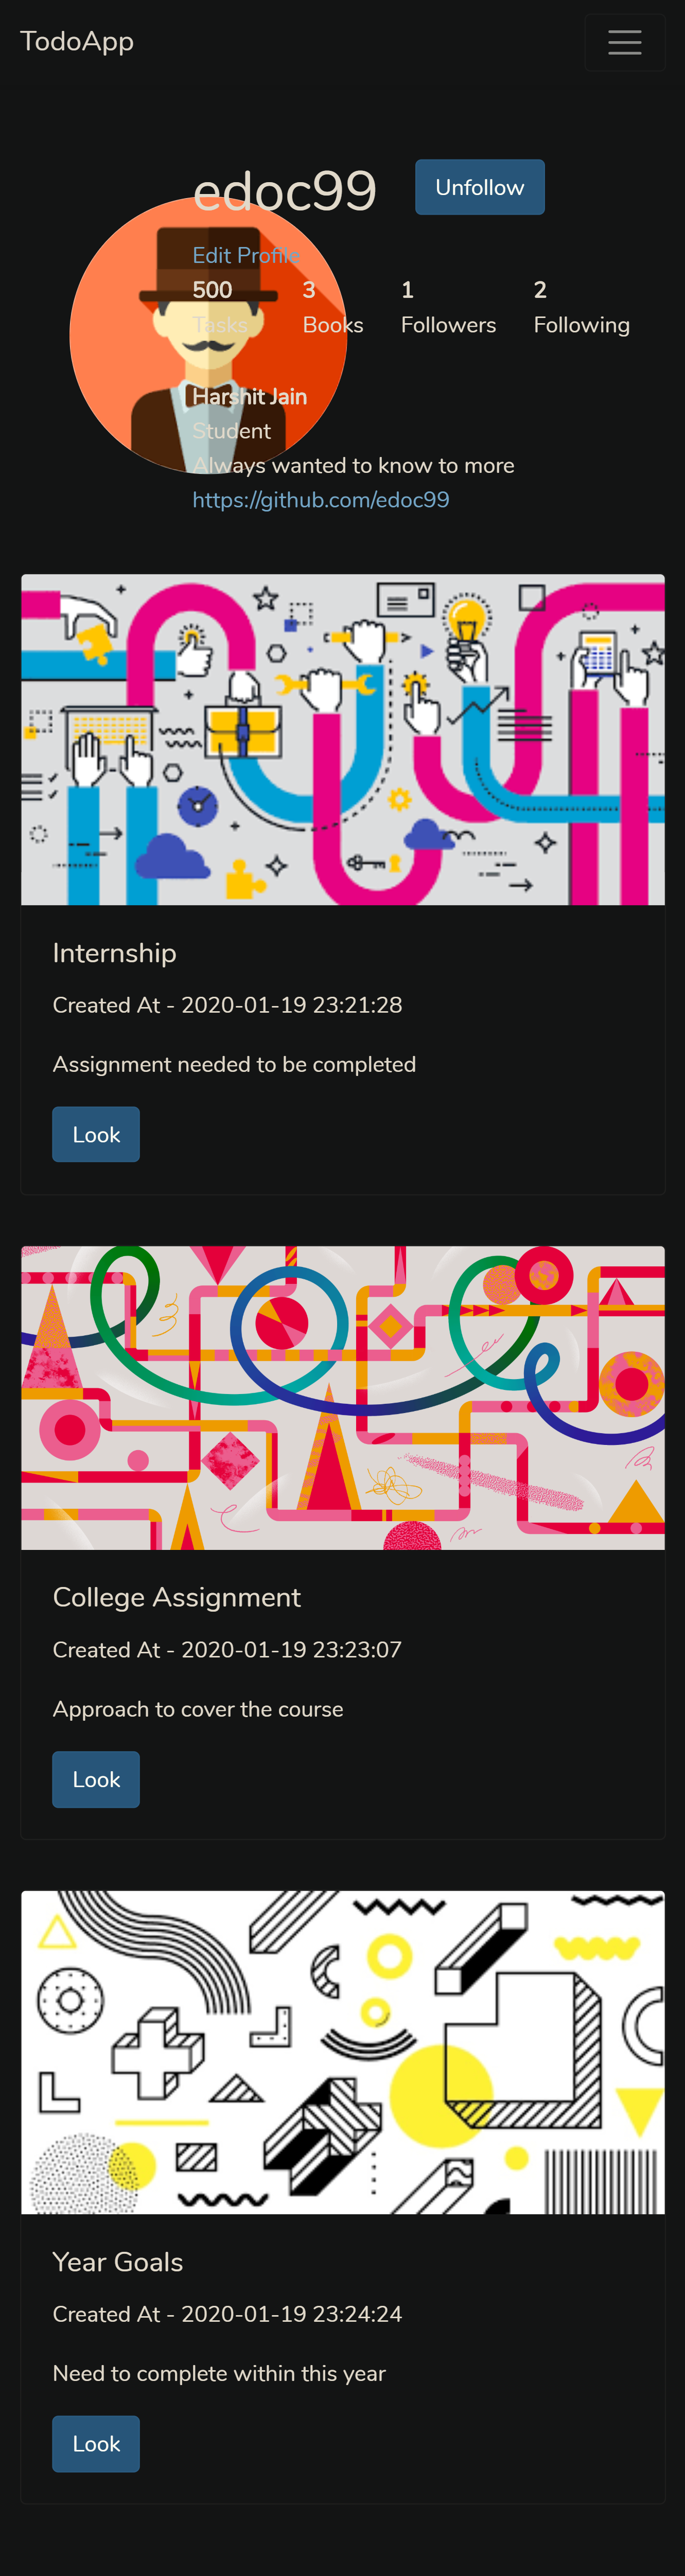 TodoApp
edoc99 Unfollow
Edit Profile
500 3 1 2
Tasks Books Followers Following
Harshit Jain
Student
Always wanted to know to more
https://github.com/edoc99
Internship
Created At - 2020-01-19 23:21:28
Assignment needed to be completed
Look
College Assignment
Created At - 2020-01-19 23:23:07
Approach to cover the course
Look
Year Goals
Created At - 2020-01-19 23:24:24
Need to complete within this year
Look